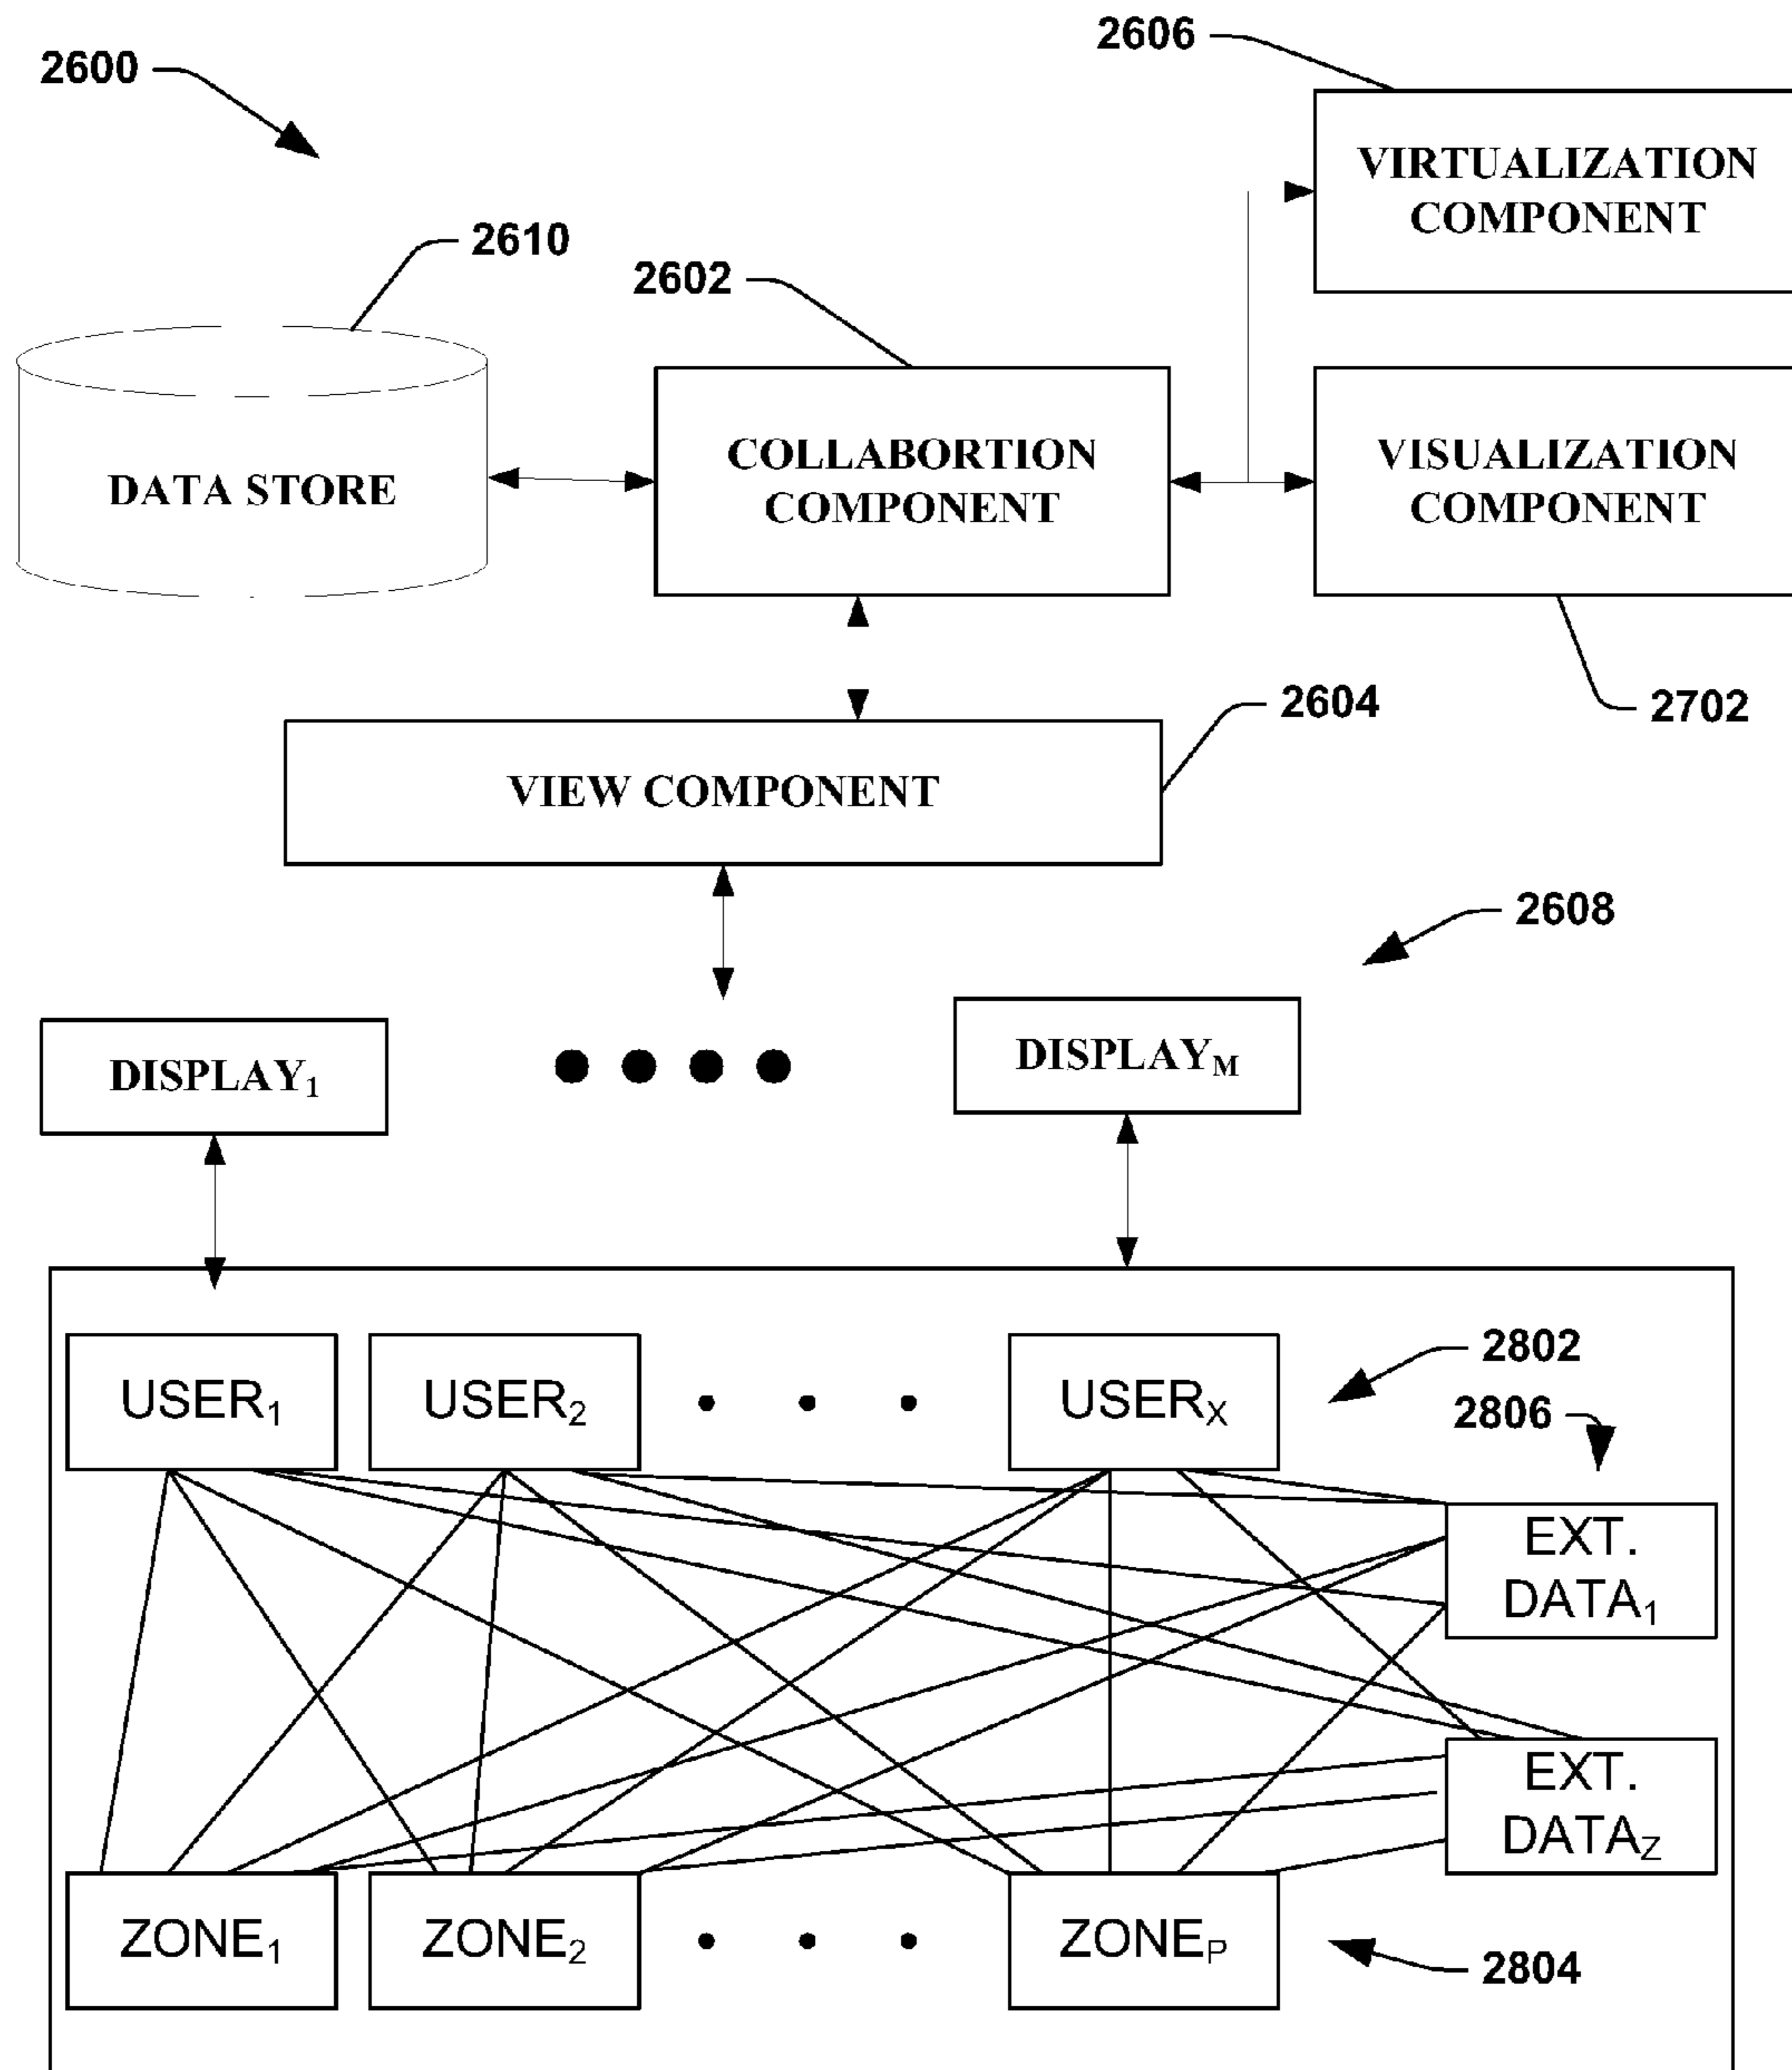 2606
2600
VIRTUALIZATION
COMPONENT
2610
2602
DATA STORE
COLLABORTION
COMPONENT
VISUALIZATION
COMPONENT
2604
2702
VIEW COMPONENT
2608
DISPLAY1
DISPLAYM
USER1
USER2
USERX
2802
2806
EXT.
DATA1
EXT.
DATAZ
ZONE1
ZONE2
ZONEP
2804